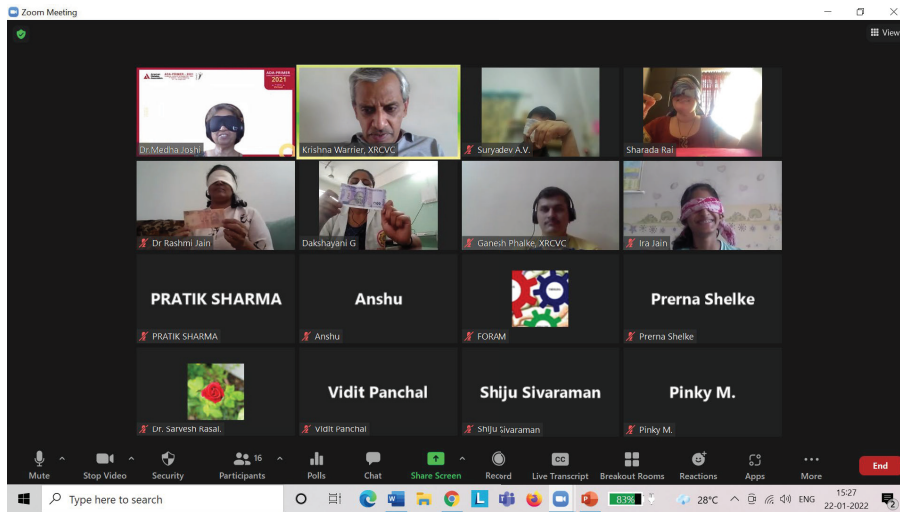 Zoom Meeting
View
ADA PRIMER
2021
Dr.Medha Joshi
Krishna Warrier, XRCVC
Suryadev A.V.
Sharada Rai
Dr Rashmi Jain
Dakshayani G
Ganesh Phalke, XRCVC
Ira Jain
PRATIK SHARMA
Anshu
Prerna Shelke
PRATIK SHARMA
Anshu
FORAM
Prerna Shelke
Vidit Panchal
Shiju Sivaraman
Pinky M.
Dr. Sarvesh Rasal.
Vidit Panchal
Shiju Sivaraman
Pinky M.
16
Mute
Stop Video
Security
Participants
Polls
Chat
Share Screen
Record
CC
Live Transcript
Breakout Rooms
Reactions
Apps
More
End
Type here to search
83%
28°C
ENG
15:27
22-01-2022
2